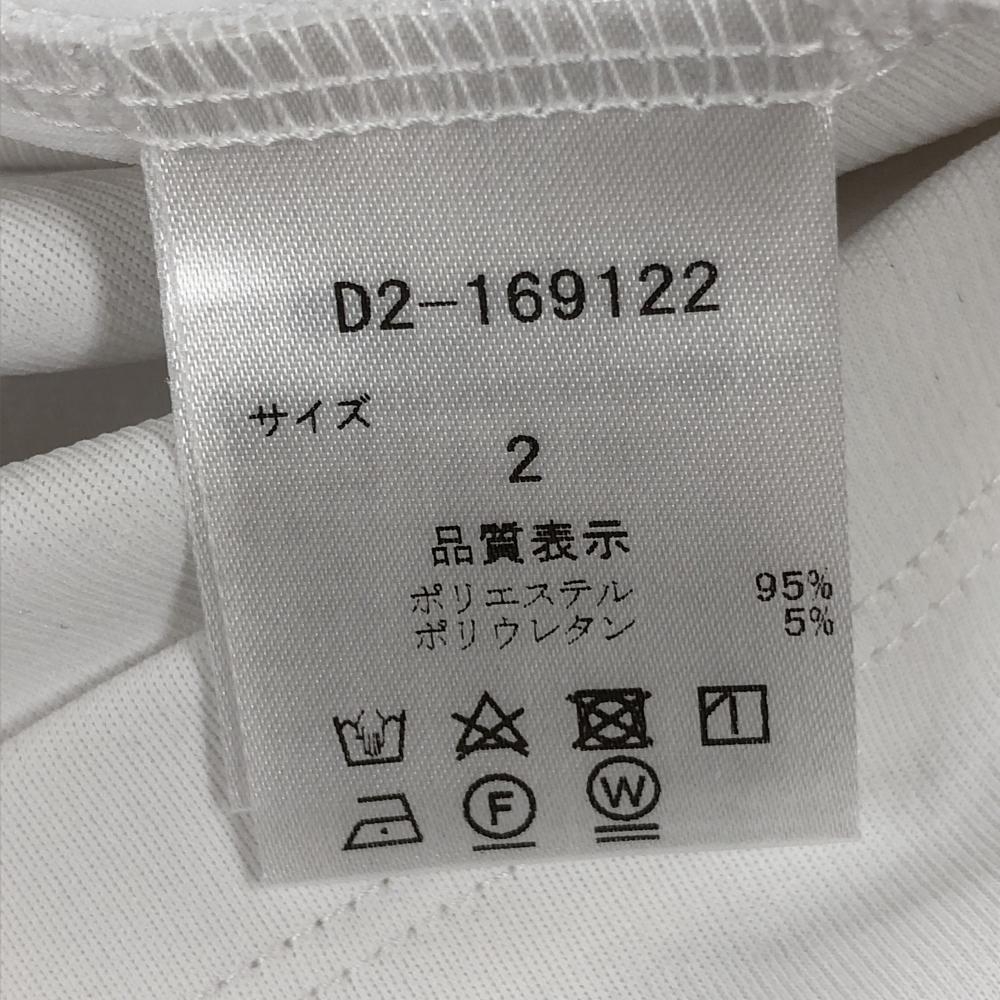 D2-169122
サイズ
2
品質表示
ポリエステル 95%
ポリウレタン 5%
F W